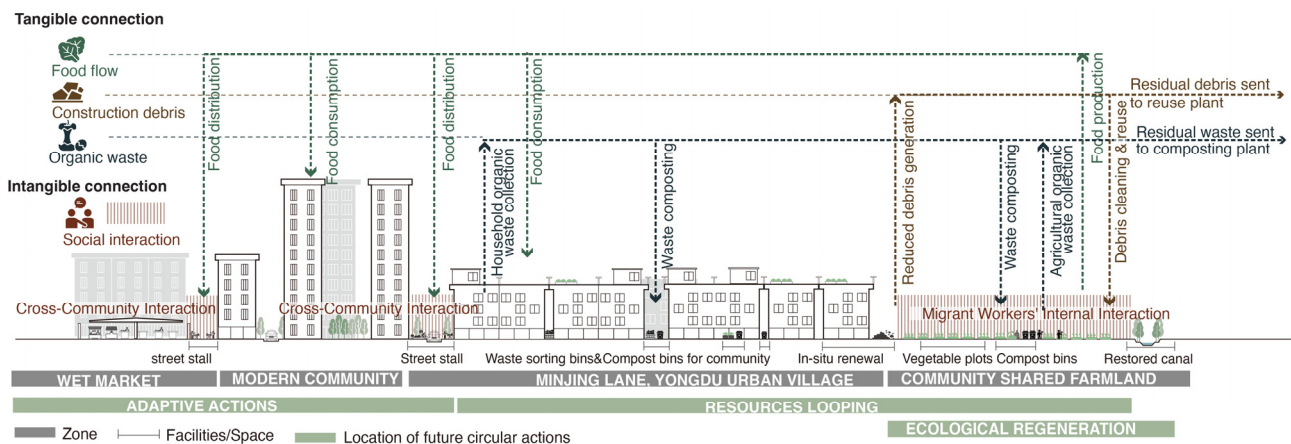 Tangible connection
Food flow
Construction debris
Organic waste
Intangible connection
Social interaction
Food distribution
Food consumption
Food distribution
Food consumption
Household organic
waste collection
Waste composting
Reduced debris generation
Waste composting
Agricultural organic
waste collection
Food production
Debris cleaning & reuse
Residual debris sent
to reuse plant
Residual waste sent
to composting plant
Cross-Community Interaction
Cross-Community Interaction
Migrant Workers' Internal Interaction
street stall
Street stall
Waste sorting bins&Compost bins for community
In-situ renewal
Vegetable plots
Compost bins
Restored canal
WET MARKET
MODERN COMMUNITY
MINJING LANE, YONGDU URBAN VILLAGE
COMMUNITY SHARED FARMLAND
ADAPTIVE ACTIONS
RESOURCES LOOPING
ECOLOGICAL REGENERATION
Zone
Facilities/Space
Location of future circular actions